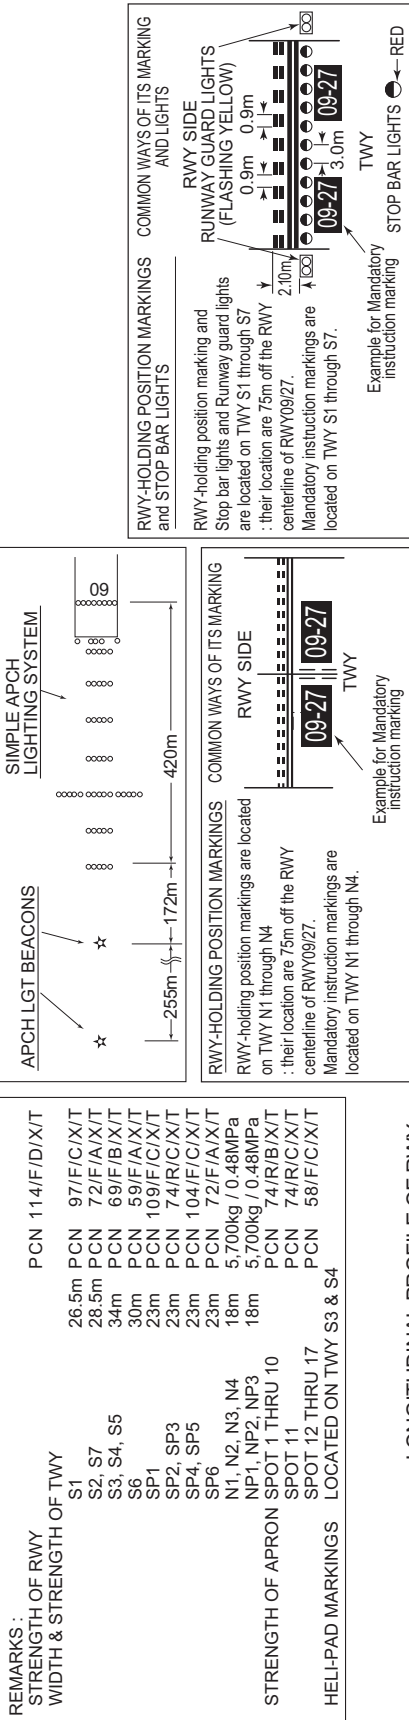 REMARKS :
STRENGTH OF RWY PCN 114/F/D/X/T
WIDTH & STRENGTH OF TWY
S1 26.5m PCN 97/F/C/X/T
S2, S7 28.5m PCN 72/F/A/X/T
S3, S4, S5 34m PCN 69/F/B/X/T
S6 30m PCN 59/F/A/X/T
SP1 23m PCN 109/F/C/X/T
SP2, SP3 23m PCN 74/R/C/X/T
SP4, SP5 23m PCN 104/F/C/X/T
SP6 23m PCN 72/F/A/X/T
N1, N2, N3, N4 18m 5,700kg / 0.48MPa
NP1, NP2, NP3 18m 5,700kg / 0.48MPa
STRENGTH OF APRON SPOT 1 THRU 10 PCN 74/R/B/X/T
SPOT 11 PCN 74/R/C/X/T
SPOT 12 THRU 17 PCN 58/F/C/X/T
HELI-PAD MARKINGS LOCATED ON TWY S3 & S4
APCH LGT BEACONS
SIMPLE APCH
LIGHTING SYSTEM
09
255m
172m
420m
RWY-HOLDING POSITION MARKINGS
COMMON WAYS OF ITS MARKING
RWY-holding position markings are located
on TWY N1 through N4
: their location are 75m off the RWY
centerline of RWY09/27.
Mandatory instruction markings are
located on TWY N1 through N4.
RWY SIDE
09-27
09-27
TWY
Example for Mandatory
instruction marking
RWY-HOLDING POSITION MARKINGS
and STOP BAR LIGHTS
COMMON WAYS OF ITS MARKING
AND LIGHTS
RWY-holding position marking and
Stop bar lights and Runway guard lights
are located on TWY S1 through S7
: their location are 75m off the RWY
centerline of RWY09/27.
Mandatory instruction markings are
located on TWY S1 through S7.
RWY SIDE
RUNWAY GUARD LIGHTS
(FLASHING YELLOW)
0.9m
0.9m
2.10m
09-27
09-27
3.0m
TWY
Example for Mandatory
instruction marking
STOP BAR LIGHTS
RED
LONGITUDINAL PROFILE OF RWY